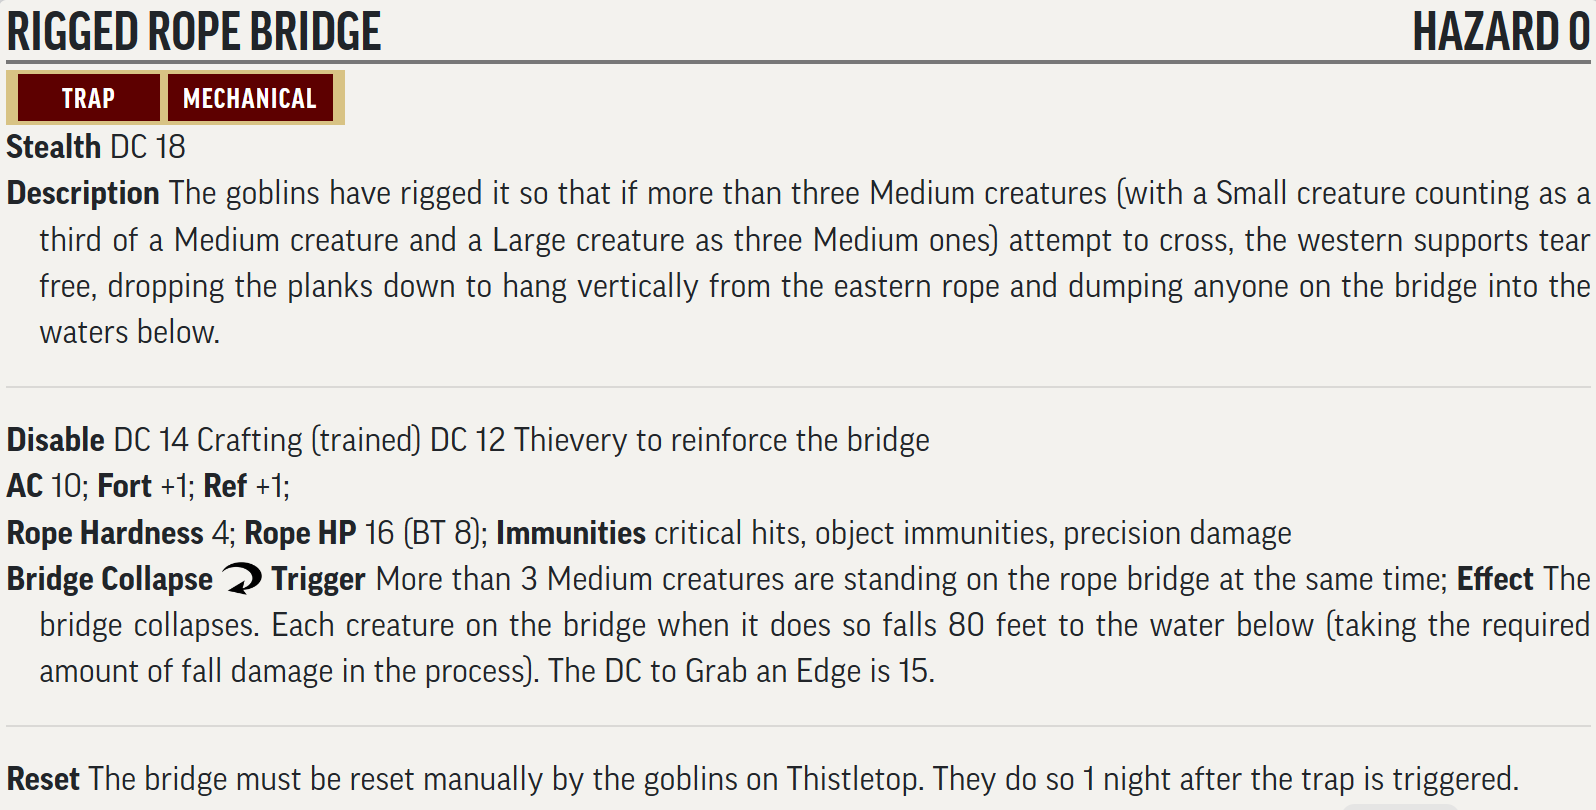 RIGGED ROPE BRIDGE HAZARD 0
TRAP MECHANICAL
Stealth DC 18
Description The goblins have rigged it so that if more than three Medium creatures (with a Small creature counting as a
third of a Medium creature and a Large creature as three Medium ones) attempt to cross, the western supports tear
free, dropping the planks down to hang vertically from the eastern rope and dumping anyone on the bridge into the
waters below.
Disable DC 14 Crafting (trained) DC 12 Thievery to reinforce the bridge
AC 10; Fort +1; Ref +1;
Rope Hardness 4; Rope HP 16 (BT 8); Immunities critical hits, object immunities, precision damage
Bridge Collapse Trigger More than 3 Medium creatures are standing on the rope bridge at the same time; Effect The
bridge collapses. Each creature on the bridge when it does so falls 80 feet to the water below (taking the required
amount of fall damage in the process). The DC to Grab an Edge is 15.
Reset The bridge must be reset manually by the goblins on Thistletop. They do so 1 night after the trap is triggered.